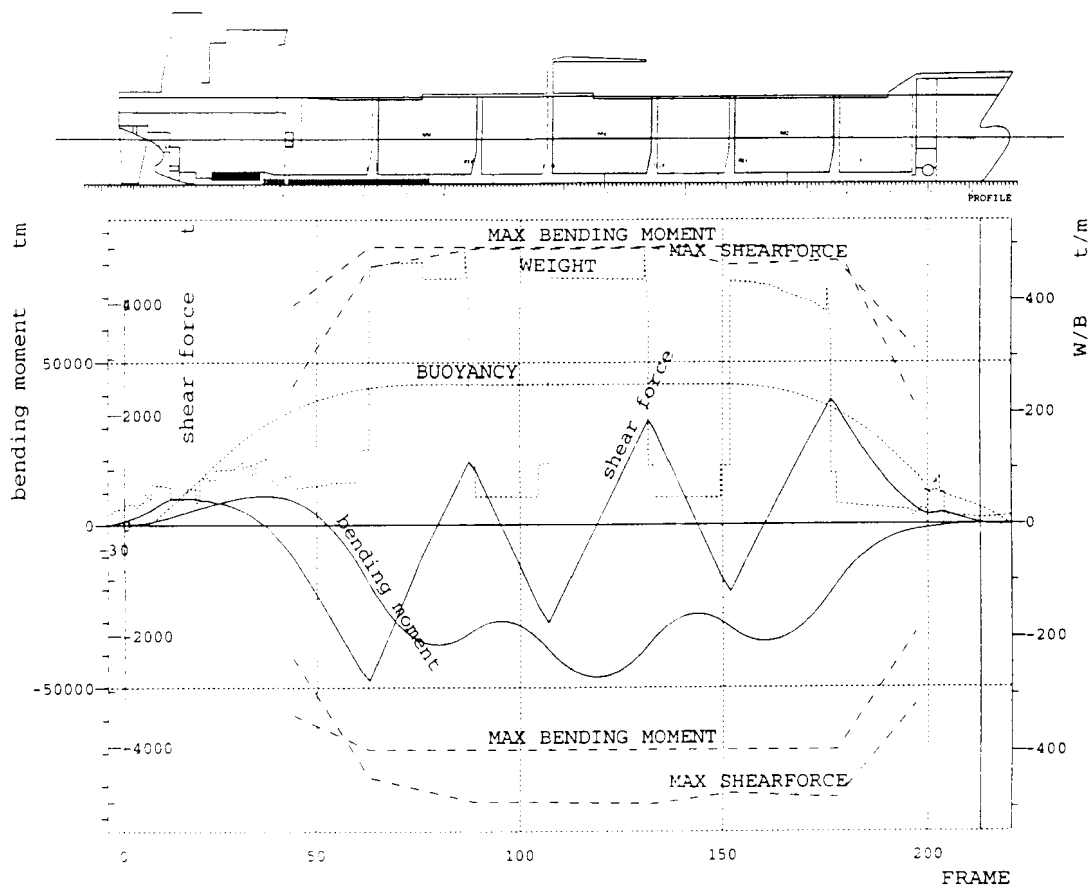 PROFILE
bending moment tm
shear force t
W/B t/m
MAX BENDING MOMENT
MAX SHEARFORCE
WEIGHT
BUOYANCY
shear force
bending moment
MAX BENDING MOMENT
MAX SHEARFORCE
50000
0
-50000
4000
2000
-30
-2000
-4000
400
200
0
-200
-400
0 50 100 150 200
FRAME